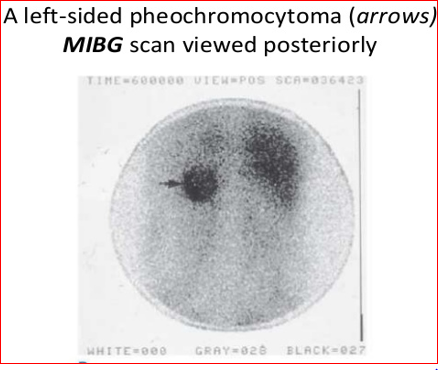 A left-sided pheochromocytoma (arrows)
MIBG scan viewed posteriorly
TIME=600000 VIEW=POS SCA=036423
WHITE=000 GRAY=020 BLACK=027